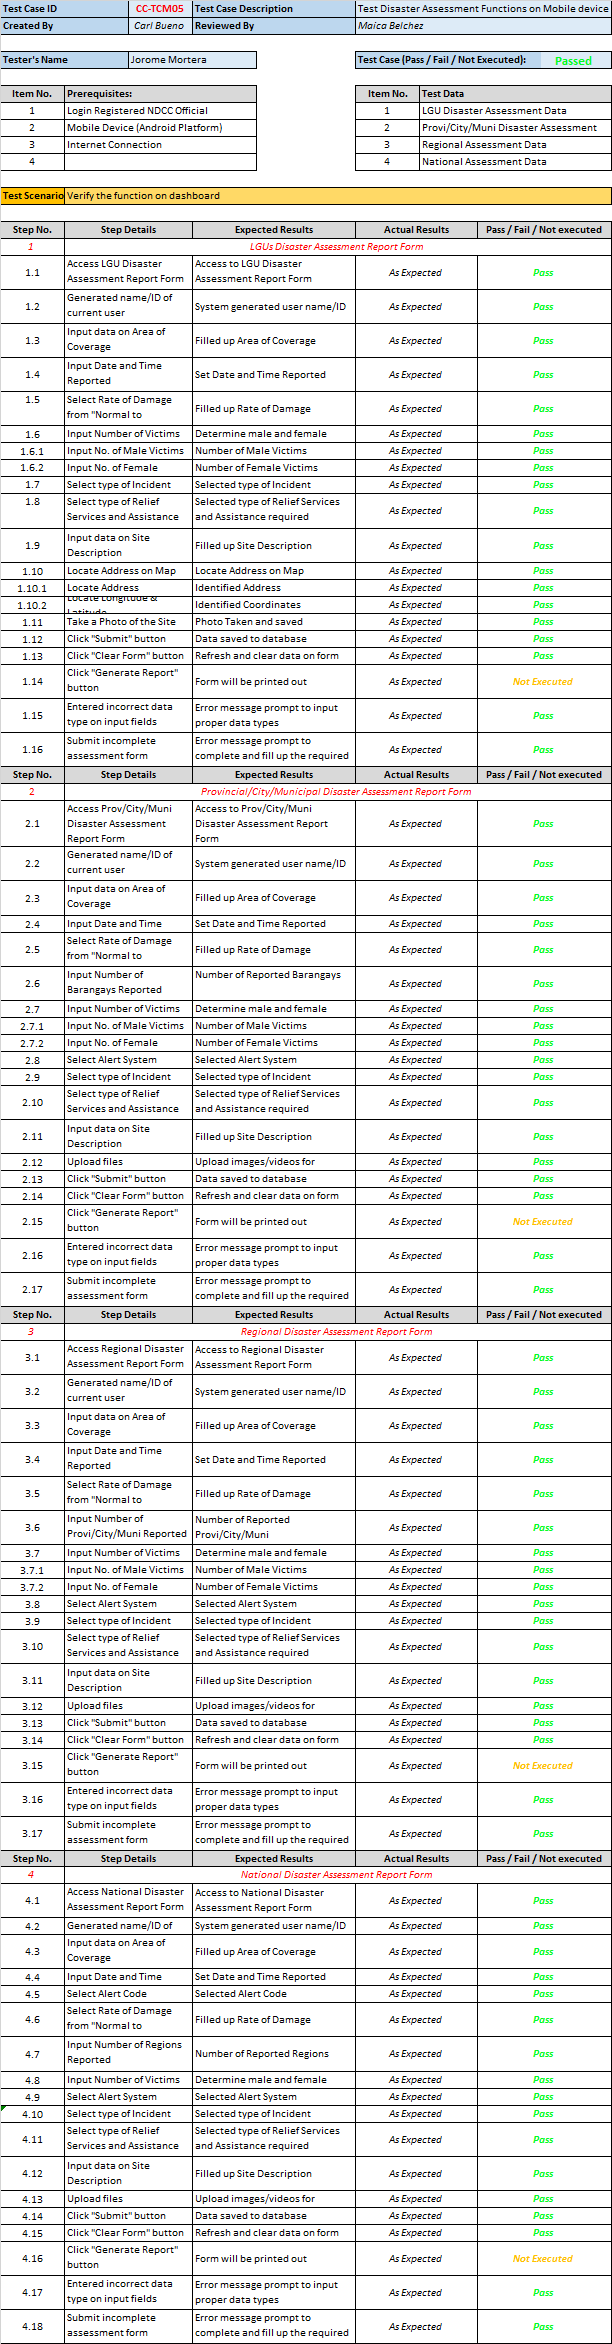 Test Case ID CC-TCM05 Test Case Description Test Disaster Assessment Functions on Mobile device
Created By Carl Bueno Reviewed By Maica Belchez
Tester's Name Jorome Mortera Test Case (Pass / Fail / Not Executed): Passed
Item No. Prerequisites: Item No. Test Data
1 Login Registered NDCC Official 1 LGU Disaster Assessment Data
2 Mobile Device (Android Platform) 2 Provi/City/Muni Disaster Assessment
3 Internet Connection 3 Regional Assessment Data
4 4 National Assessment Data
Test Scenario Verify the function on dashboard
Step No. Step Details Expected Results Actual Results Pass / Fail / Not executed
1 LGUs Disaster Assessment Report Form
1.1 Access LGU Disaster Assessment Report Form Access to LGU Disaster Assessment Report Form As Expected Pass
1.2 Generated name/ID of current user System generated user name/ID As Expected Pass
1.3 Input data on Area of Coverage Filled up Area of Coverage As Expected Pass
1.4 Input Date and Time Reported Set Date and Time Reported As Expected Pass
1.5 Select Rate of Damage from "Normal to Filled up Rate of Damage As Expected Pass
1.6 Input Number of Victims Determine male and female As Expected Pass
1.6.1 Input No. of Male Victims Number of Male Victims As Expected Pass
1.6.2 Input No. of Female Number of Female Victims As Expected Pass
1.7 Select type of Incident Selected type of Incident As Expected Pass
1.8 Select type of Relief Services and Assistance Selected type of Relief Services and Assistance required As Expected Pass
1.9 Input data on Site Description Filled up Site Description As Expected Pass
1.10 Locate Address on Map Locate Address on Map As Expected Pass
1.10.1 Locate Address Identified Address As Expected Pass
1.10.2 Locate Longitude & Latitude Identified Coordinates As Expected Pass
1.11 Take a Photo of the Site Photo Taken and saved As Expected Pass
1.12 Click "Submit" button Data saved to database As Expected Pass
1.13 Click "Clear Form" button Refresh and clear data on form As Expected Pass
1.14 Click "Generate Report" button Form will be printed out As Expected Not Executed
1.15 Entered incorrect data type on input fields Error message prompt to input proper data types As Expected Pass
1.16 Submit incomplete assessment form Error message prompt to complete and fill up the required As Expected Pass
Step No. Step Details Expected Results Actual Results Pass / Fail / Not executed
2 Provincial/City/Municipal Disaster Assessment Report Form
2.1 Access Prov/City/Muni Disaster Assessment Report Form Access to Prov/City/Muni Disaster Assessment Report Form As Expected Pass
2.2 Generated name/ID of current user System generated user name/ID As Expected Pass
2.3 Input data on Area of Coverage Filled up Area of Coverage As Expected Pass
2.4 Input Date and Time Set Date and Time Reported As Expected Pass
2.5 Select Rate of Damage from "Normal to Filled up Rate of Damage As Expected Pass
2.6 Input Number of Barangays Reported Number of Reported Barangays As Expected Pass
2.7 Input Number of Victims Determine male and female As Expected Pass
2.7.1 Input No. of Male Victims Number of Male Victims As Expected Pass
2.7.2 Input No. of Female Number of Female Victims As Expected Pass
2.8 Select Alert System Selected Alert System As Expected Pass
2.9 Select type of Incident Selected type of Incident As Expected Pass
2.10 Select type of Relief Services and Assistance Selected type of Relief Services and Assistance required As Expected Pass
2.11 Input data on Site Description Filled up Site Description As Expected Pass
2.12 Upload files Upload images/videos for As Expected Pass
2.13 Click "Submit" button Data saved to database As Expected Pass
2.14 Click "Clear Form" button Refresh and clear data on form As Expected Pass
2.15 Click "Generate Report" button Form will be printed out As Expected Not Executed
2.16 Entered incorrect data type on input fields Error message prompt to input proper data types As Expected Pass
2.17 Submit incomplete assessment form Error message prompt to complete and fill up the required As Expected Pass
Step No. Step Details Expected Results Actual Results Pass / Fail / Not executed
3 Regional Disaster Assessment Report Form
3.1 Access Regional Disaster Assessment Report Form Access to Regional Disaster Assessment Report Form As Expected Pass
3.2 Generated name/ID of current user System generated user name/ID As Expected Pass
3.3 Input data on Area of Coverage Filled up Area of Coverage As Expected Pass
3.4 Input Date and Time Reported Set Date and Time Reported As Expected Pass
3.5 Select Rate of Damage from "Normal to Filled up Rate of Damage As Expected Pass
3.6 Input Number of Provi/City/Muni Reported Number of Reported Provi/City/Muni As Expected Pass
3.7 Input Number of Victims Determine male and female As Expected Pass
3.7.1 Input No. of Male Victims Number of Male Victims As Expected Pass
3.7.2 Input No. of Female Number of Female Victims As Expected Pass
3.8 Select Alert System Selected Alert System As Expected Pass
3.9 Select type of Incident Selected type of Incident As Expected Pass
3.10 Select type of Relief Services and Assistance Selected type of Relief Services and Assistance required As Expected Pass
3.11 Input data on Site Description Filled up Site Description As Expected Pass
3.12 Upload files Upload images/videos for As Expected Pass
3.13 Click "Submit" button Data saved to database As Expected Pass
3.14 Click "Clear Form" button Refresh and clear data on form As Expected Pass
3.15 Click "Generate Report" button Form will be printed out As Expected Not Executed
3.16 Entered incorrect data type on input fields Error message prompt to input proper data types As Expected Pass
3.17 Submit incomplete assessment form Error message prompt to complete and fill up the required As Expected Pass
Step No. Step Details Expected Results Actual Results Pass / Fail / Not executed
4 National Disaster Assessment Report Form
4.1 Access National Disaster Assessment Report Form Access to National Disaster Assessment Report Form As Expected Pass
4.2 Generated name/ID of System generated user name/ID As Expected Pass
4.3 Input data on Area of Coverage Filled up Area of Coverage As Expected Pass
4.4 Input Date and Time Set Date and Time Reported As Expected Pass
4.5 Select Alert Code Selected Alert Code As Expected Pass
4.6 Select Rate of Damage from "Normal to Filled up Rate of Damage As Expected Pass
4.7 Input Number of Regions Reported Number of Reported Regions As Expected Pass
4.8 Input Number of Victims Determine male and female As Expected Pass
4.9 Select Alert System Selected Alert System As Expected Pass
4.10 Select type of Incident Selected type of Incident As Expected Pass
4.11 Select type of Relief Services and Assistance Selected type of Relief Services and Assistance required As Expected Pass
4.12 Input data on Site Description Filled up Site Description As Expected Pass
4.13 Upload files Upload images/videos for As Expected Pass
4.14 Click "Submit" button Data saved to database As Expected Pass
4.15 Click "Clear Form" button Refresh and clear data on form As Expected Pass
4.16 Click "Generate Report" button Form will be printed out As Expected Not Executed
4.17 Entered incorrect data type on input fields Error message prompt to input proper data types As Expected Pass
4.18 Submit incomplete assessment form Error message prompt to complete and fill up the required As Expected Pass